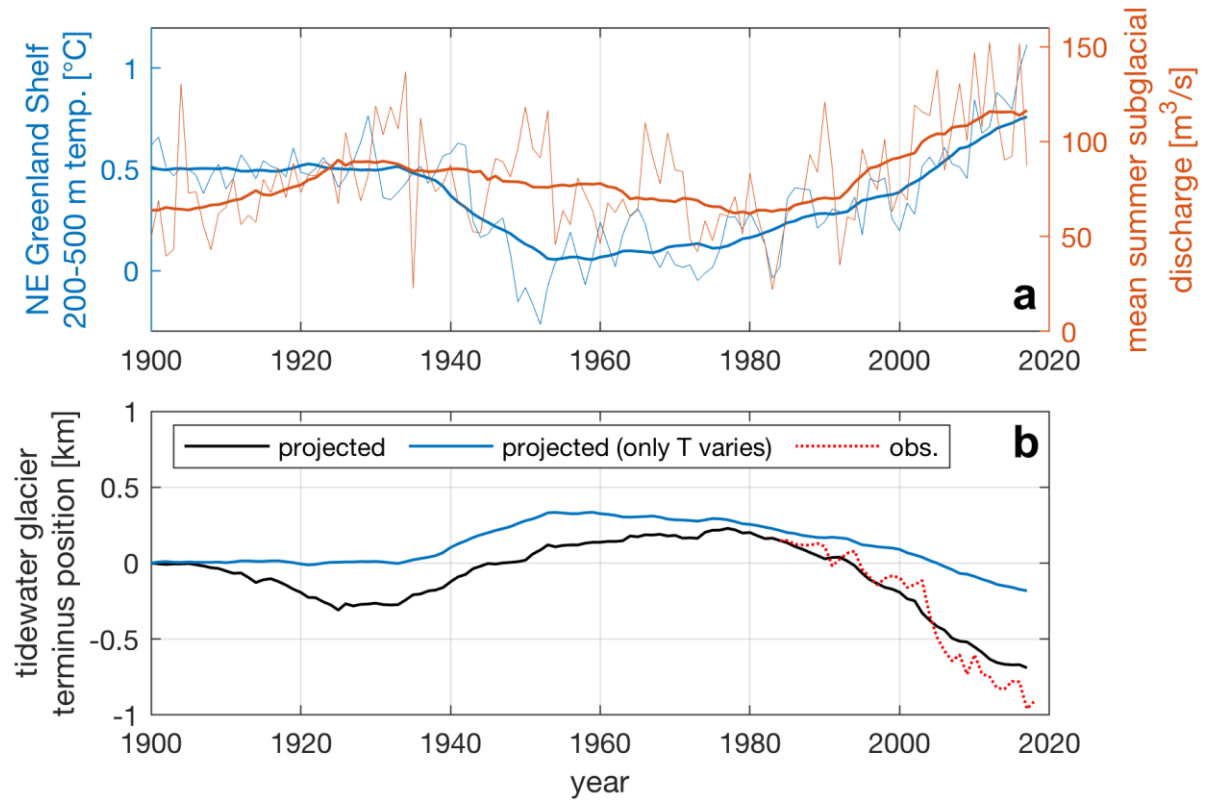 NE Greenland Shelf
200-500 m temp. [°C]
1
0.5
0
150
100
50
0
mean summer subglacial
discharge [m³/s]
a
1900
1920
1940
1960
1980
2000
2020
tidewater glacier
terminus position [km]
1
0.5
0
-0.5
-1
projected
projected (only T varies)
obs.
b
1900
1920
1940
1960
1980
2000
2020
year